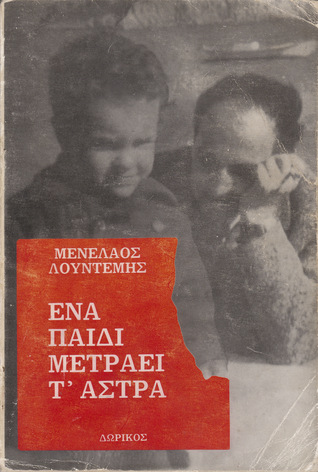 ΜΕΝΕΛΑΟΣ
ΛΟΥΝΤΕΜΗΣ
ΕΝΑ
ΠΑΙΔΙ
ΜΕΤΡΑΕΙ
Τ' ΑΣΤΡΑ
ΔΩΡΙΚΟΣ